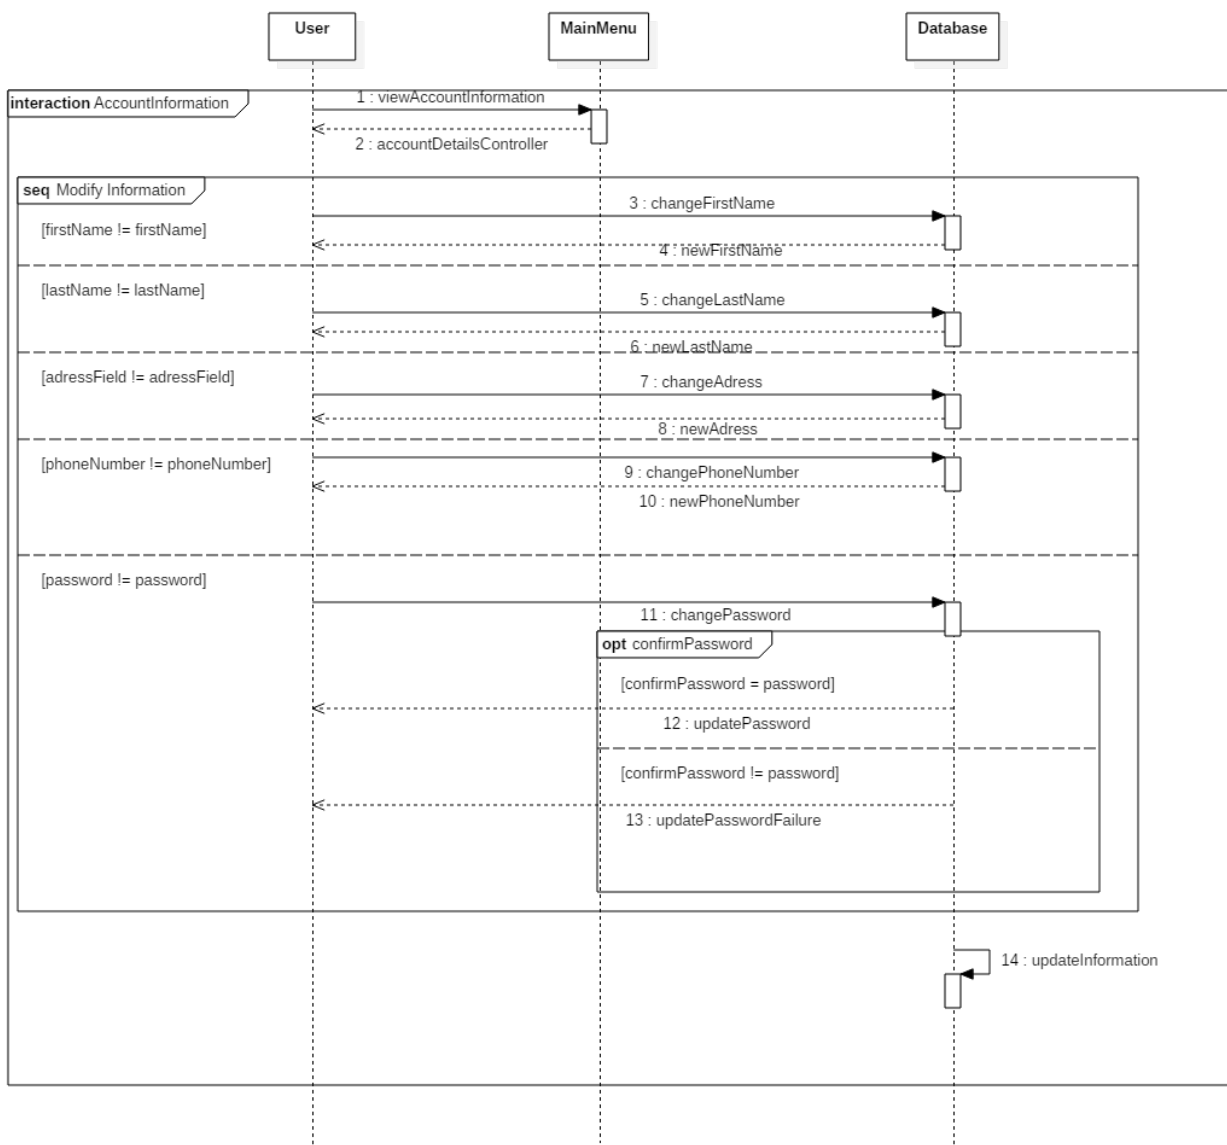 User
MainMenu
Database
interaction AccountInformation
1 : viewAccountInformation
2 : accountDetailsController
seq Modify Information
3 : changeFirstName
[firstName != firstName]
4 : newFirstName
[lastName != lastName]
5 : changeLastName
6 : newLastName
[adressField != adressField]
7 : changeAdress
8 : newAdress
[phoneNumber != phoneNumber]
9 : changePhoneNumber
10 : newPhoneNumber
[password != password]
11 : changePassword
opt confirmPassword
[confirmPassword = password]
12 : updatePassword
[confirmPassword != password]
13 : updatePasswordFailure
14 : updateInformation